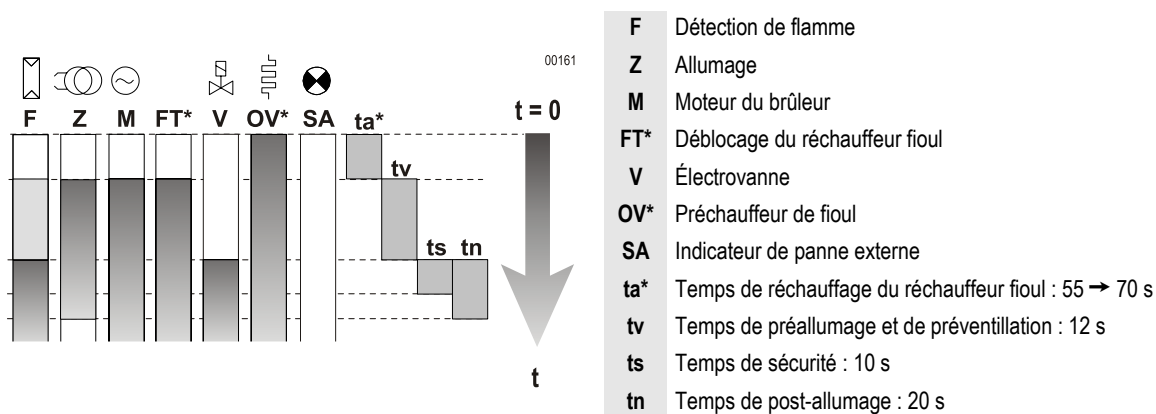 00161
F Z M FT* V OV* SA ta* t = 0
tv
ts tn
t
F Détection de flamme
Z Allumage
M Moteur du brûleur
FT* Déblocage du réchauffeur fioul
V Électrovanne
OV* Préchauffeur de fioul
SA Indicateur de panne externe
ta* Temps de réchauffage du réchauffeur fioul : 55 → 70 s
tv Temps de préallumage et de préventillation : 12 s
ts Temps de sécurité : 10 s
tn Temps de post-allumage : 20 s